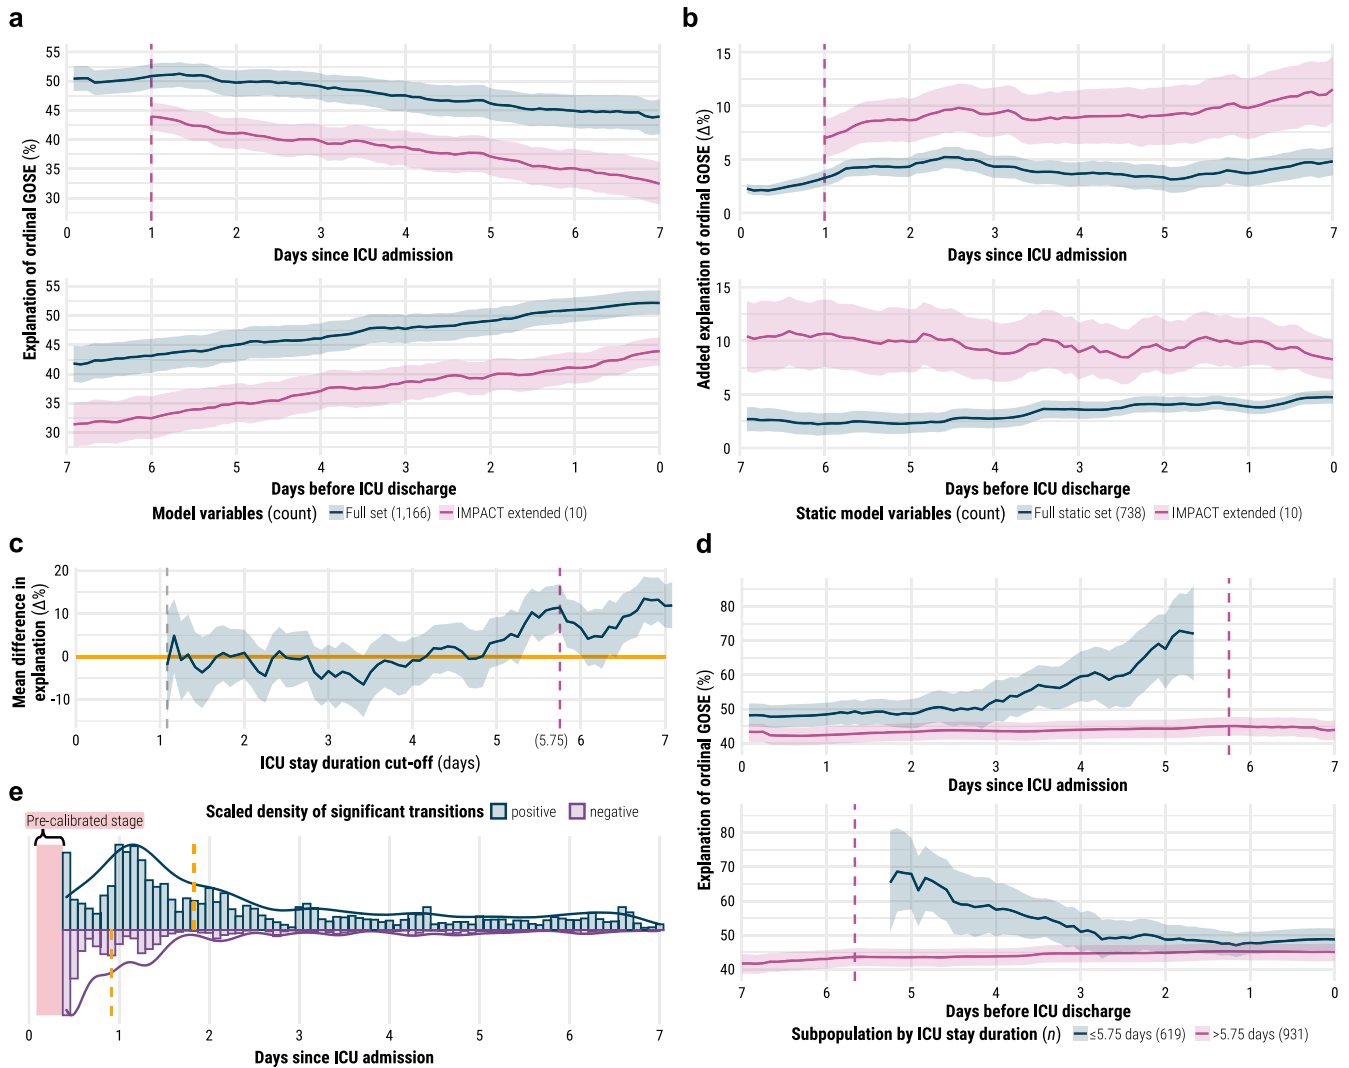 a
Explanation of ordinal GOSE (%)
55
50
45
40
35
30
0 1 2 3 4 5 6 7
Days since ICU admission
55
50
45
40
35
30
7 6 5 4 3 2 1 0
Days before ICU discharge
Model variables (count) Full set (1,166) IMPACT extended (10)
b
Added explanation of ordinal GOSE (Δ%)
15
10
5
0
0 1 2 3 4 5 6 7
Days since ICU admission
15
10
5
0
7 6 5 4 3 2 1 0
Days before ICU discharge
Static model variables (count) Full static set (738) IMPACT extended (10)
c
Mean difference in
explanation (Δ%)
20
10
0
-10
0 1 2 3 4 5 (5.75) 6 7
ICU stay duration cut-off (days)
d
Explanation of ordinal GOSE (%)
80
70
60
50
40
0 1 2 3 4 5 6 7
Days since ICU admission
80
70
60
50
40
7 6 5 4 3 2 1 0
Days before ICU discharge
Subpopulation by ICU stay duration (n) ≤5.75 days (619) >5.75 days (931)
e
Scaled density of significant transitions positive negative
Pre-calibrated stage
0 1 2 3 4 5 6 7
Days since ICU admission